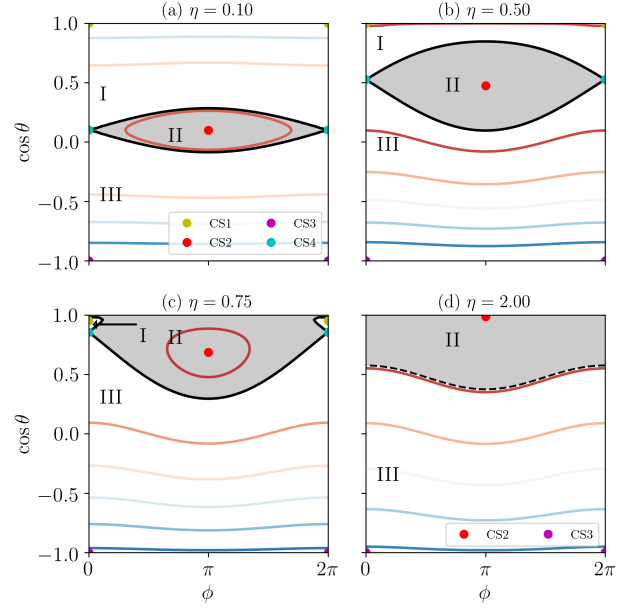 (a) η = 0.10
(b) η = 0.50
1.0
0.5
0.0
−0.5
−1.0
cos θ
I
II
III
CS1
CS2
CS3
CS4
I
II
III
(c) η = 0.75
(d) η = 2.00
1.0
0.5
0.0
−0.5
−1.0
cos θ
I
II
III
0
π
2π
ϕ
II
III
CS2
CS3
0
π
2π
ϕ